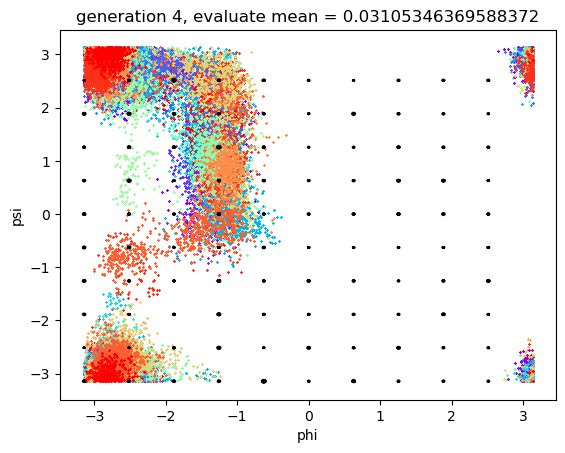 generation 4, evaluate mean = 0.03105346369588372
3
2
1
0
−1
−2
−3
psi
−3 −2 −1 0 1 2 3
phi